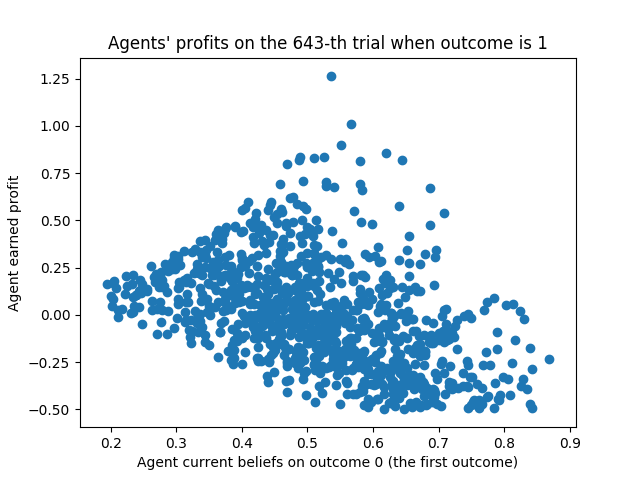 Agents' profits on the 643-th trial when outcome is 1
1.25
1.00
0.75
0.50
0.25
0.00
−0.25
−0.50
Agent earned profit
0.2 0.3 0.4 0.5 0.6 0.7 0.8 0.9
Agent current beliefs on outcome 0 (the first outcome)